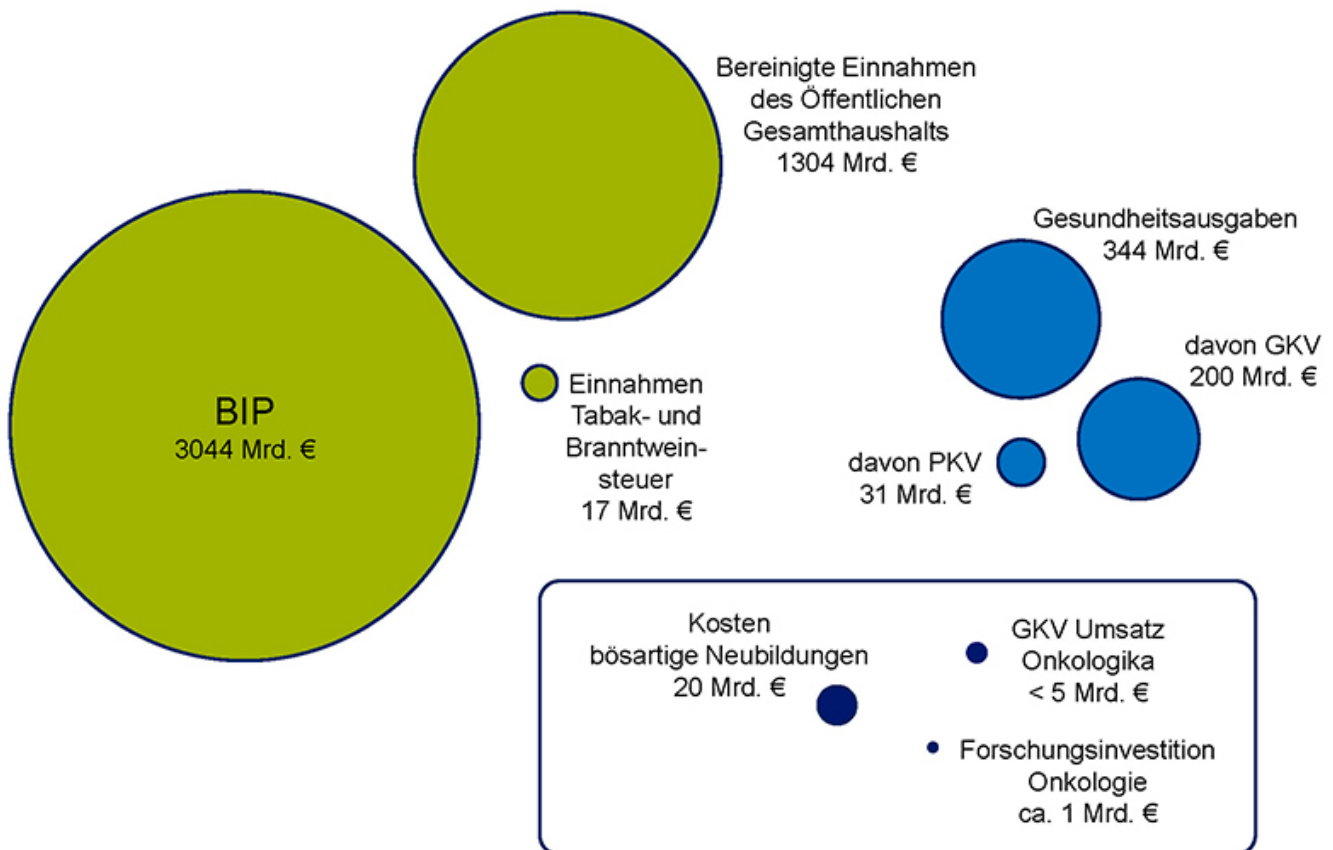 Bereinigte Einnahmen
des Öffentlichen
Gesamthaushalts
1304 Mrd. €
BIP
3044 Mrd. €
Einnahmen
Tabak- und
Branntwein-
steuer
17 Mrd. €
Gesundheitsausgaben
344 Mrd. €
davon GKV
200 Mrd. €
davon PKV
31 Mrd. €
Kosten
bösartige Neubildungen
20 Mrd. €
GKV Umsatz
Onkologika
< 5 Mrd. €
Forschungsinvestition
Onkologie
ca. 1 Mrd. €